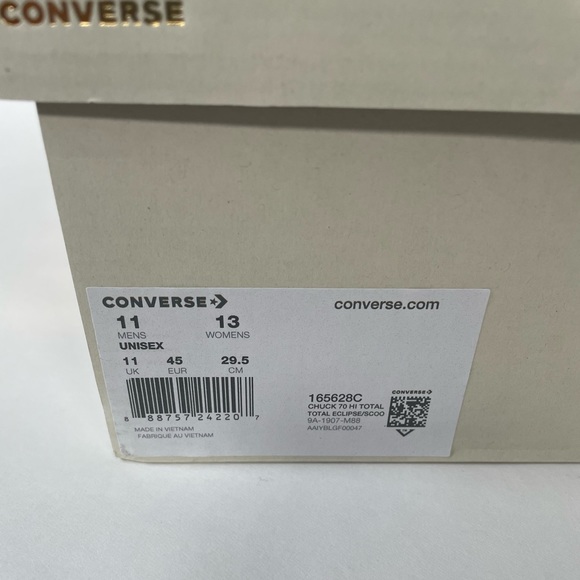 CONVERSE
CONVERSE
converse.com
11 13
MENS WOMENS
UNISEX
11 45 29.5
UK EUR CM
8 88757 24220 7
MADE IN VIETNAM
FABRIQUE AU VIETNAM
165628C
CHUCK 70 HI TOTAL
TOTAL ECLIPSE/SCOO
9A-1907-M88
AAIYBLGF00047
CONVERSE